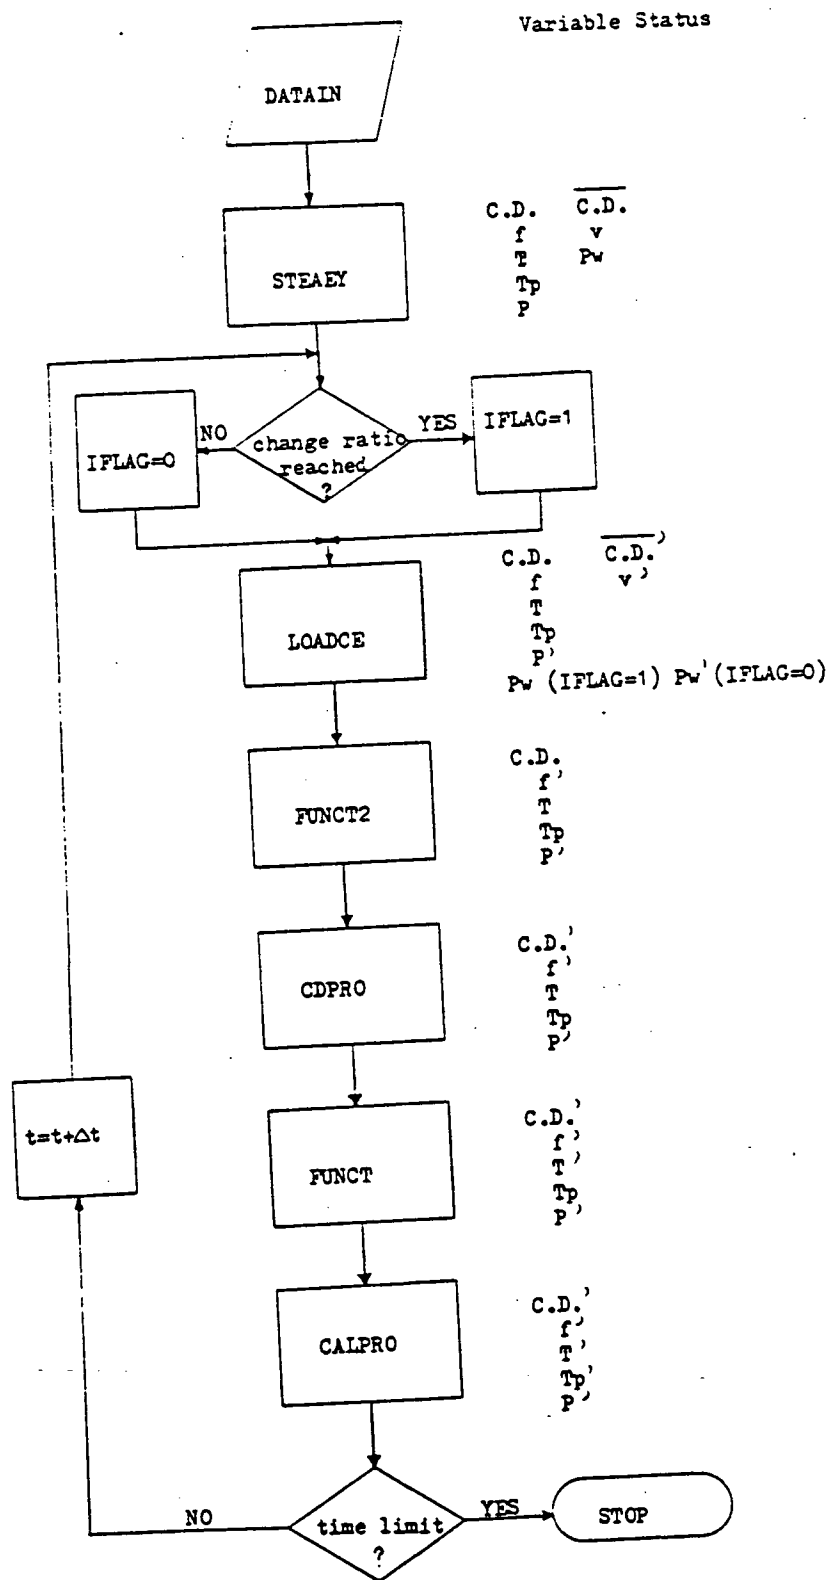 Variable Status
DATAIN
C.D. C.D.
f v
T Pw
Tp
P
STEAEY
NO
change ratio
reached
?
YES
IFLAG=0
IFLAG=1
C.D. C.D.'
f v'
T
Tp
P'
Pw (IFLAG=1) Pw'(IFLAG=0)
LOADCE
C.D.
f'
T
Tp
P'
FUNCT2
C.D.'
f'
T
Tp
P'
CDPRO
t=t+Δt
C.D.'
f'
T'
Tp
P'
FUNCT
C.D.'
f'
T'
Tp'
P'
CALPRO
NO
time limit
?
YES
STOP